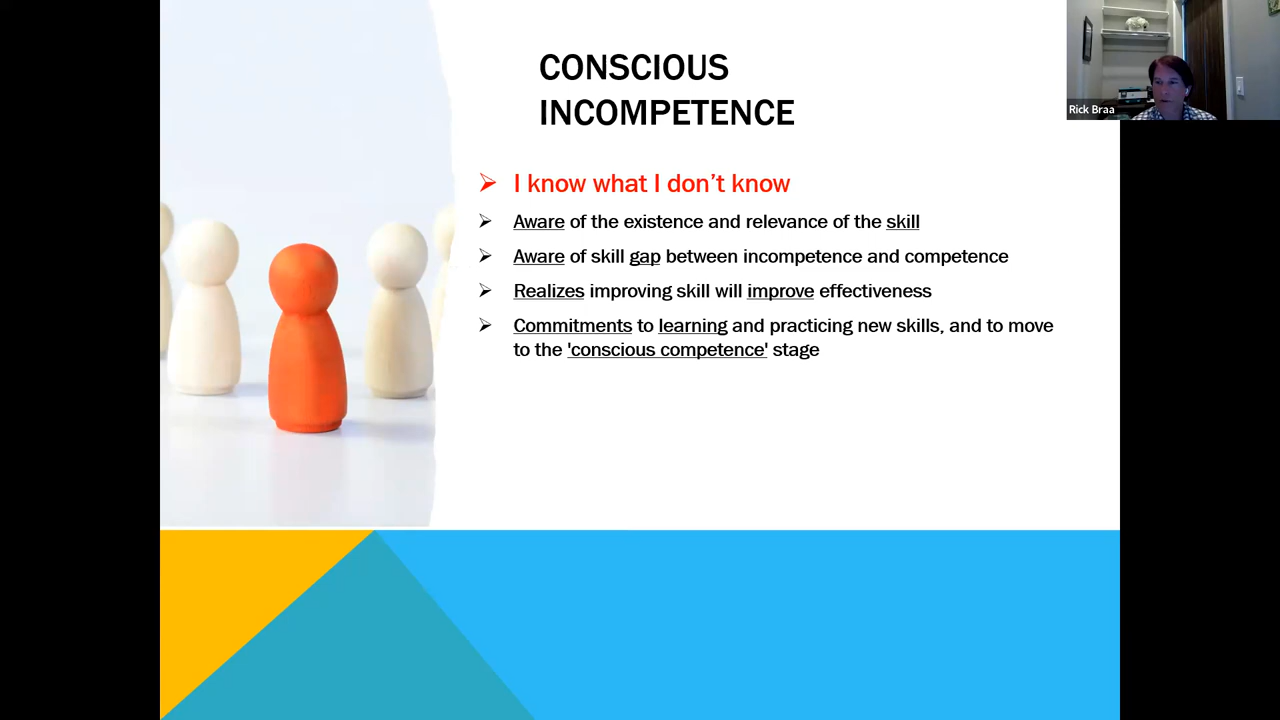 CONSCIOUS
INCOMPETENCE
I know what I don’t know
Aware of the existence and relevance of the skill
Aware of skill gap between incompetence and competence
Realizes improving skill will improve effectiveness
Commitments to learning and practicing new skills, and to move
to the 'conscious competence' stage
Rick Braa